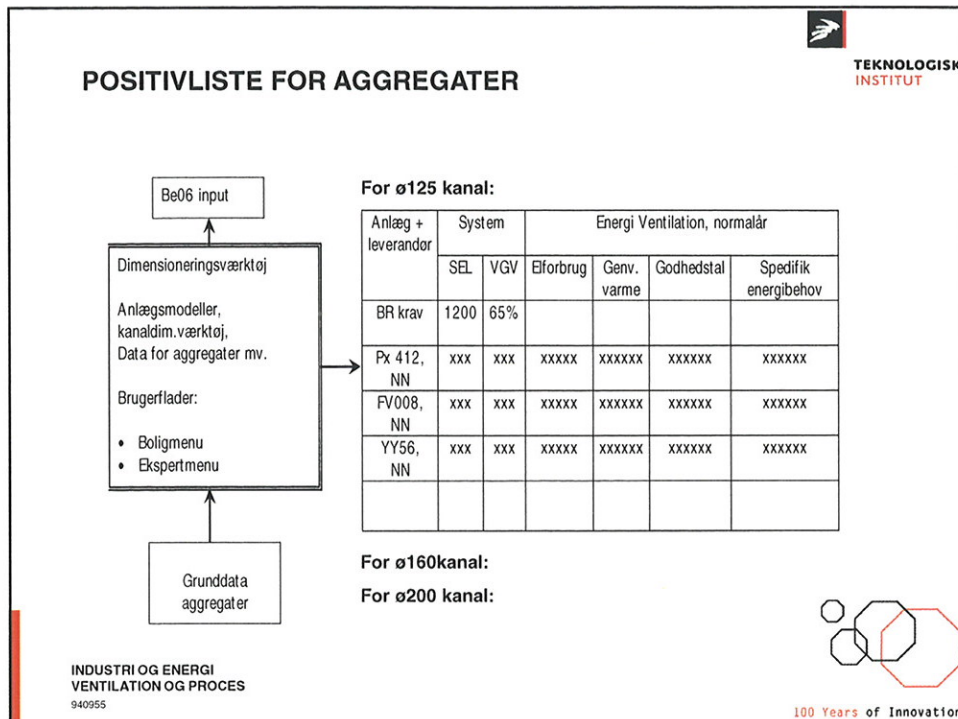 TEKNOLOGISK
INSTITUT
POSITIVLISTE FOR AGGREGATER
Be06 input
Dimensioneringsværktøj
Anlægsmodeller,
kanaldim.værktøj,
Data for aggregater mv.
Brugerflader:
• Boligmenu
• Ekspertmenu
Grunddata
aggregater
For ø125 kanal:
Anlæg + leverandør System Energi Ventilation, normalår
SEL VGV Elforbrug Genv. varme Godhedstal Spedifik energibehov
BR krav 1200 65%
Px 412, NN xxx xxx xxxxx xxxxxx xxxxxx xxxxxx
FV008, NN xxx xxx xxxxx xxxxxx xxxxxx xxxxxx
YY56, NN xxx xxx xxxxx xxxxxx xxxxxx xxxxxx
For ø160kanal:
For ø200 kanal:
INDUSTRI OG ENERGI
VENTILATION OG PROCES
940955
100 Years of Innovation